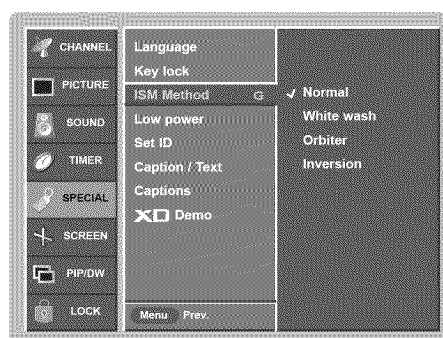 CHANNEL
PICTURE
SOUND
TIMER
SPECIAL
SCREEN
PIP/DW
LOCK
Language
Key lock
ISM Method G
Low power
Set ID
Caption / Text
Captions
XD Demo
Menu Prev.
✓ Normal
White wash
Orbiter
Inversion